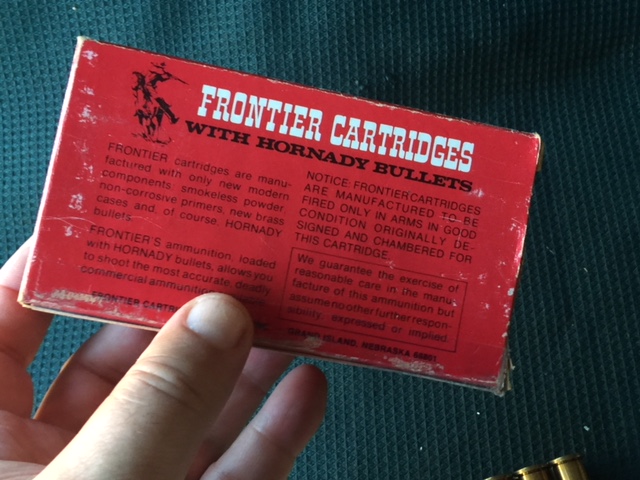 FRONTIER CARTRIDGES
WITH HORNADY BULLETS
FRONTIER cartridges are manu-
factured with only new modern
components: smokeless powder
non-corrosive primers, new brass
cases and, of course, HORNADY
bullets.
FRONTIER'S ammunition, loaded
with HORNADY bullets, allows you
to shoot the most accurate, deadly
commercial ammunition
FRONTIER CARTRI
NOTICE: FRONTIER CARTRIDGES
ARE MANUFACTURED TO BE
FIRED ONLY IN ARMS IN GOOD
CONDITION ORIGINALLY DE-
SIGNED AND CHAMBERED FOR
THIS CARTRIDGE.
We guarantee the exercise of
reasonable care in the manu-
facture of this ammunition but
assume no other further respon-
sibility, expressed or implied.
GRAND ISLAND, NEBRASKA 68801